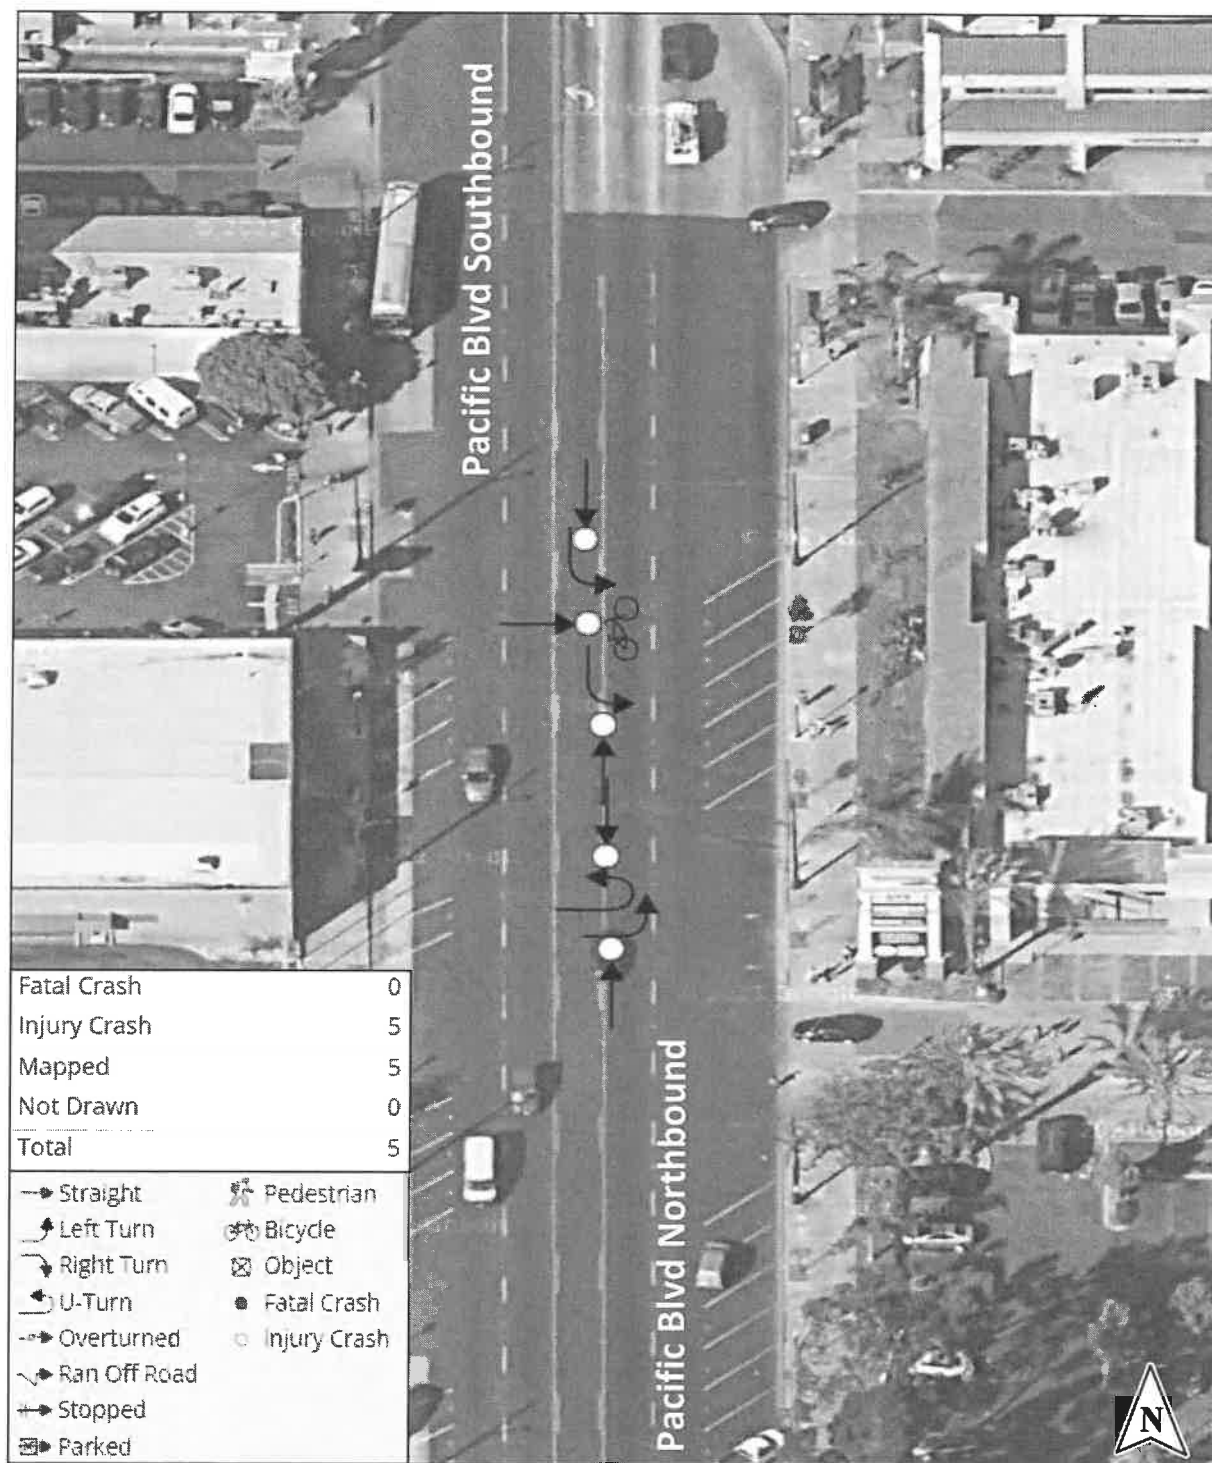 Pacific Blvd Southbound
Pacific Blvd Northbound
Fatal Crash 0
Injury Crash 5
Mapped 5
Not Drawn 0
Total 5
Straight
Left Turn
Right Turn
U-Turn
Overturned
Ran Off Road
Stopped
Parked
Pedestrian
Bicycle
Object
Fatal Crash
Injury Crash
N